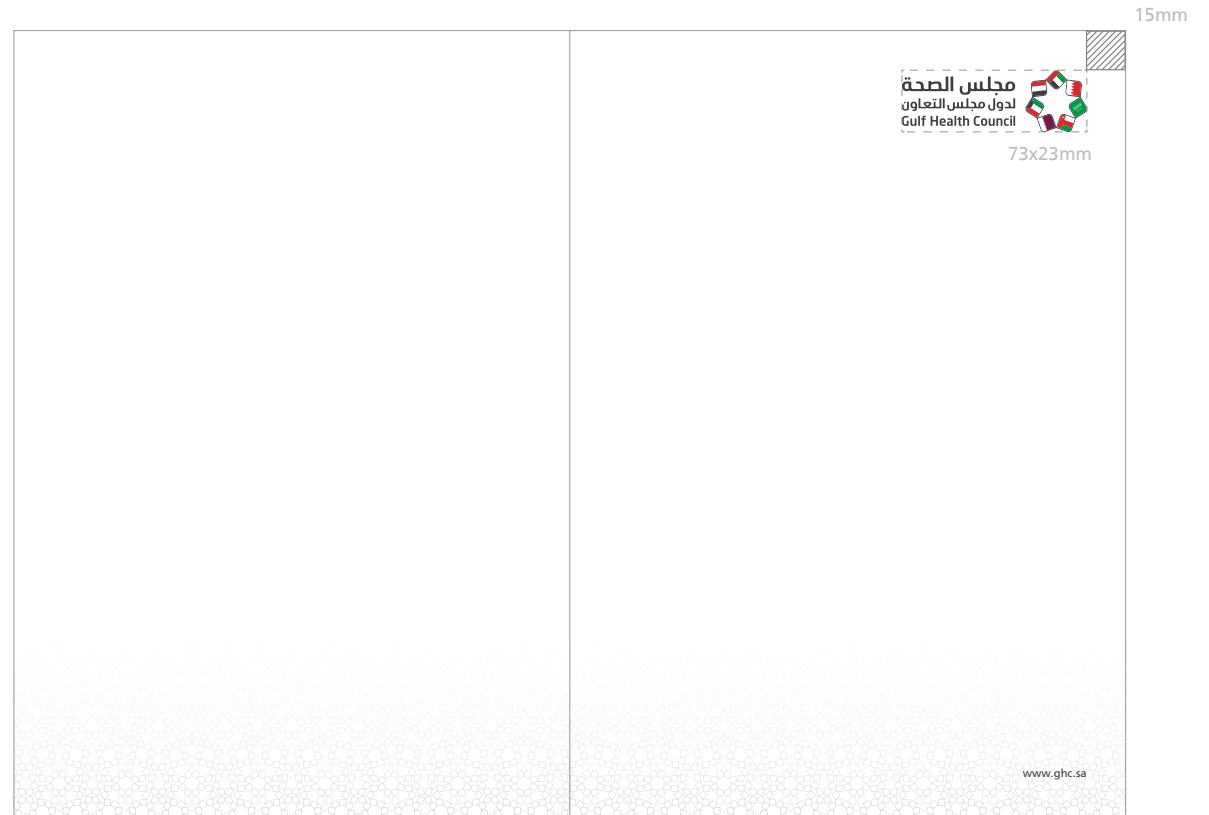 15mm
مجلس الصحة
لدول مجلس التعاون
Gulf Health Council
73x23mm
www.ghc.sa